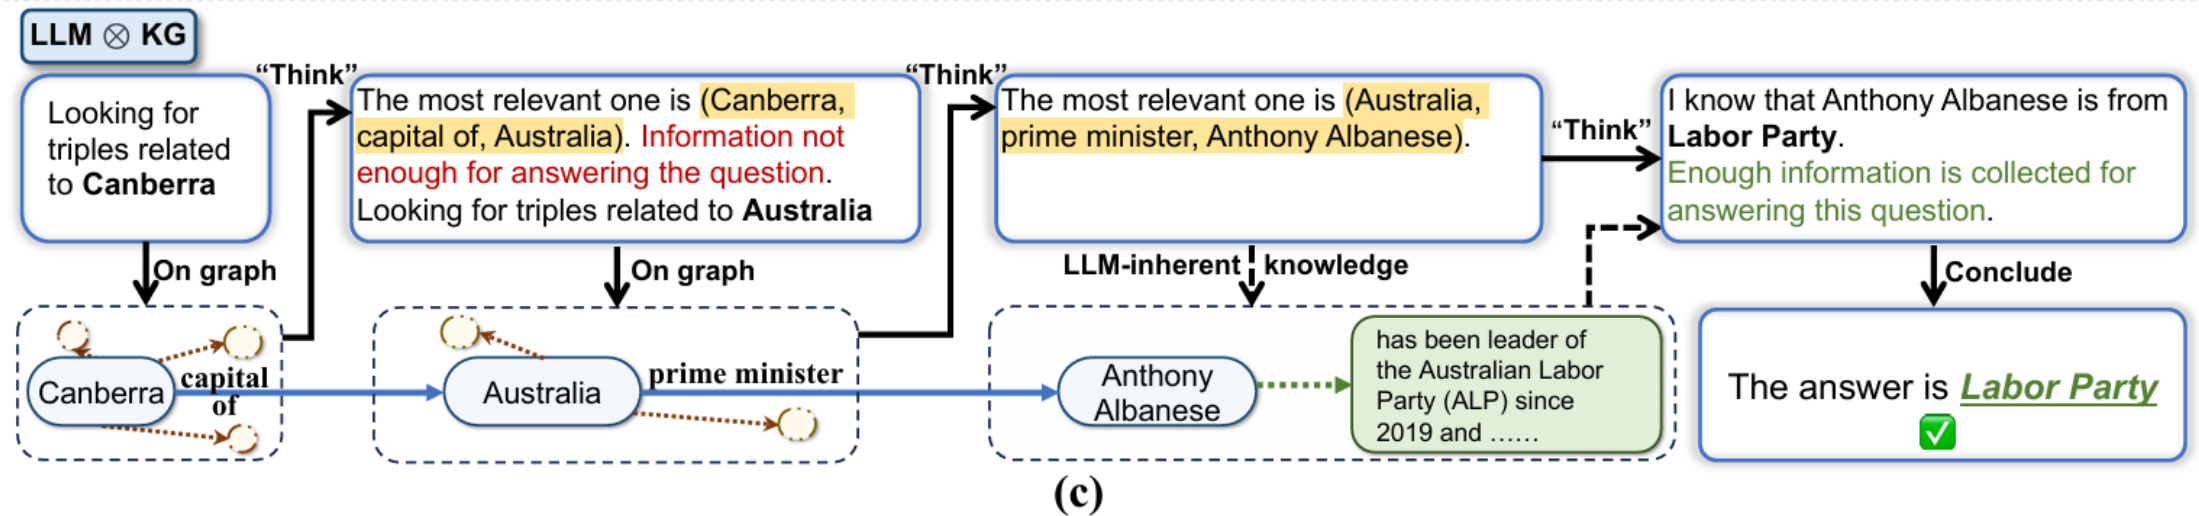 LLM ⊗ KG
Looking for
triples related
to Canberra
“Think”
The most relevant one is (Canberra,
capital of, Australia). Information not
enough for answering the question.
Looking for triples related to Australia
“Think”
The most relevant one is (Australia,
prime minister, Anthony Albanese).
“Think”
I know that Anthony Albanese is from
Labor Party.
Enough information is collected for
answering this question.
On graph
On graph
LLM-inherent knowledge
Conclude
Canberra
capital
of
Australia
prime minister
Anthony
Albanese
has been leader of
the Australian Labor
Party (ALP) since
2019 and ……
The answer is Labor Party
(c)